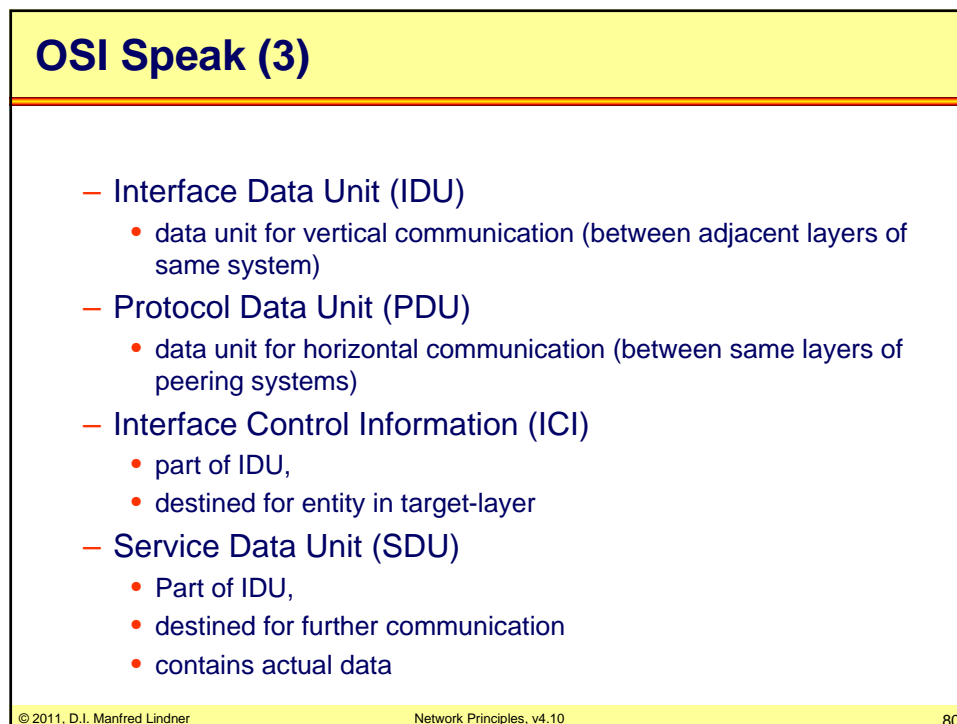 OSI Speak (3)
– Interface Data Unit (IDU)
• data unit for vertical communication (between adjacent layers of
same system)
– Protocol Data Unit (PDU)
• data unit for horizontal communication (between same layers of
peering systems)
– Interface Control Information (ICI)
• part of IDU,
• destined for entity in target-layer
– Service Data Unit (SDU)
• Part of IDU,
• destined for further communication
• contains actual data
© 2011, D.I. Manfred Lindner Network Principles, v4.10 80